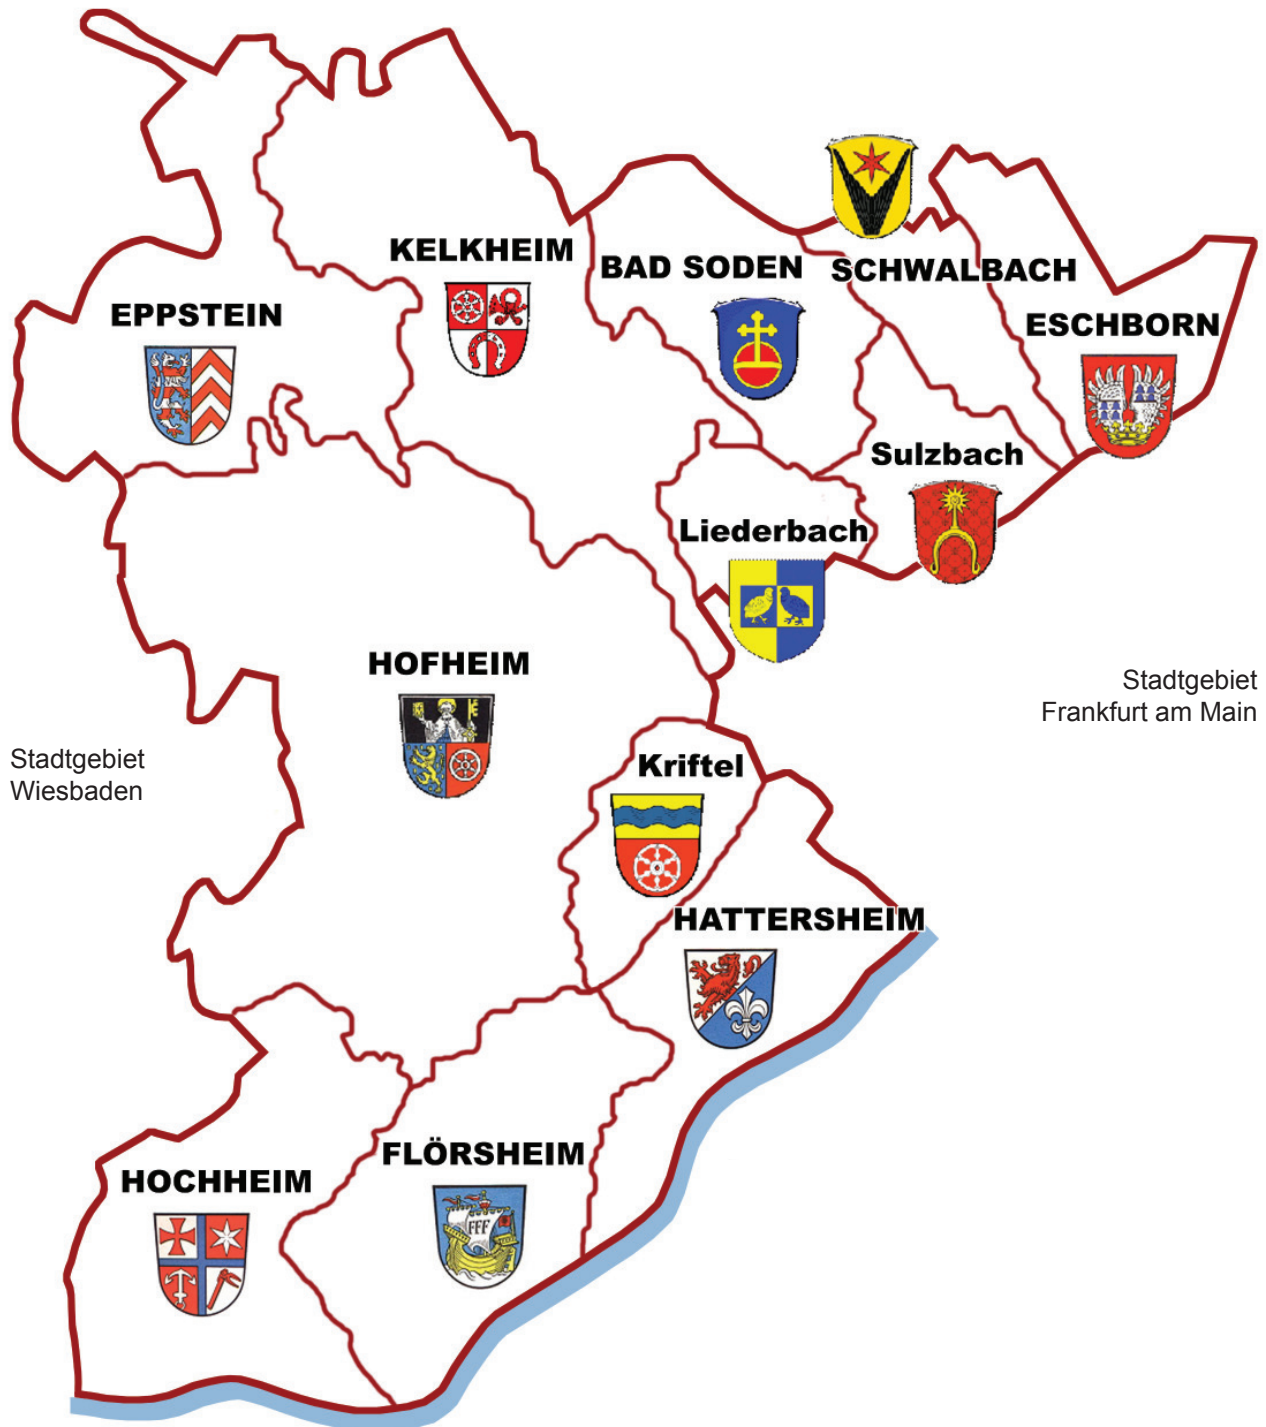 KELKHEIM
BAD SODEN
SCHWALBACH
EPPSTEIN
ESCHBORN
Sulzbach
Liederbach
HOFHEIM
Stadtgebiet
Frankfurt am Main
Stadtgebiet
Wiesbaden
Kriftel
HATTERSHEIM
FLÖRSHEIM
HOCHHEIM
FFF